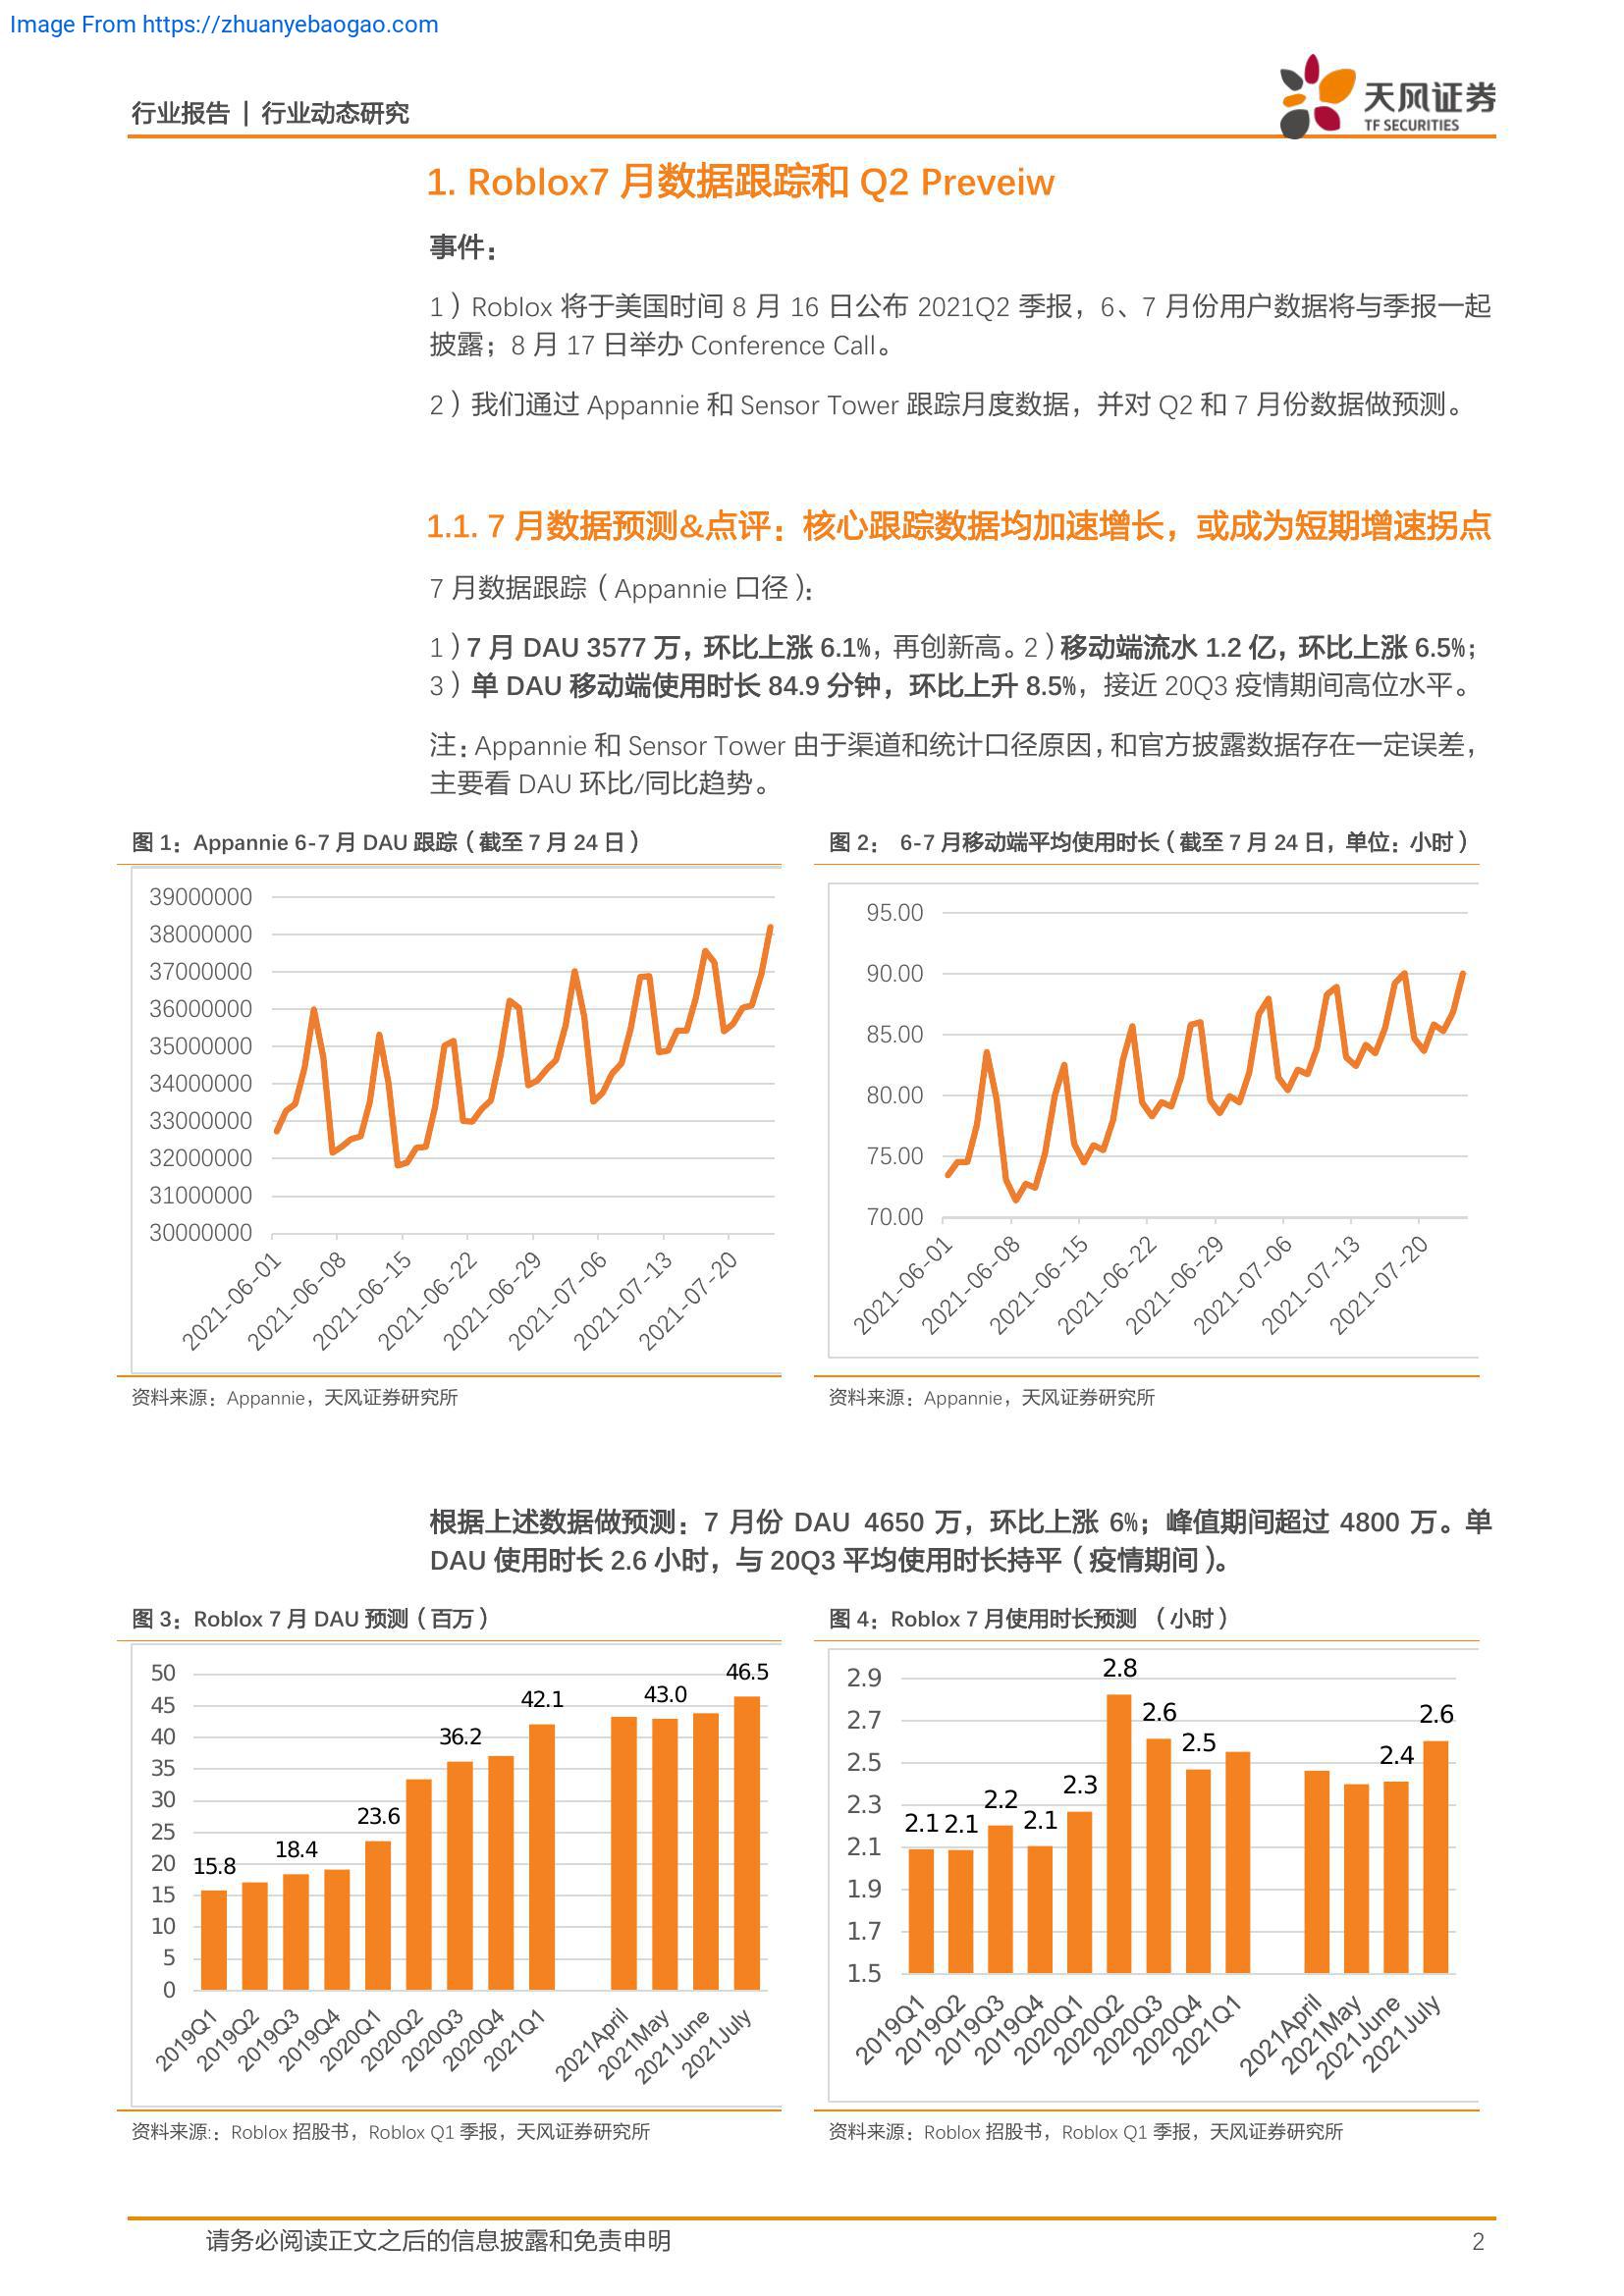 Image From https://zhuanyebaogao.com
行业报告 | 行业动态研究
天风证券
TF SECURITIES
1. Roblox7 月数据跟踪和 Q2 Preveiw
事件：
1）Roblox 将于美国时间 8 月 16 日公布 2021Q2 季报，6、7 月份用户数据将与季报一起
披露；8 月 17 日举办 Conference Call。
2）我们通过 Appannie 和 Sensor Tower 跟踪月度数据，并对 Q2 和 7 月份数据做预测。
1.1. 7 月数据预测&点评：核心跟踪数据均加速增长，或成为短期增速拐点
7 月数据跟踪（Appannie 口径）：
1）7 月 DAU 3577 万，环比上涨 6.1%，再创新高。2）移动端流水 1.2 亿，环比上涨 6.5%；
3）单 DAU 移动端使用时长 84.9 分钟，环比上升 8.5%，接近 20Q3 疫情期间高位水平。
注：Appannie 和 Sensor Tower 由于渠道和统计口径原因，和官方披露数据存在一定误差，
主要看 DAU 环比/同比趋势。
图 1：Appannie 6-7 月 DAU 跟踪（截至 7 月 24 日）
39000000
38000000
37000000
36000000
35000000
34000000
33000000
32000000
31000000
30000000
2021-06-01
2021-06-08
2021-06-15
2021-06-22
2021-06-29
2021-07-06
2021-07-13
2021-07-20
资料来源：Appannie，天风证券研究所
图 2： 6-7 月移动端平均使用时长（截至 7 月 24 日，单位：小时）
95.00
90.00
85.00
80.00
75.00
70.00
2021-06-01
2021-06-08
2021-06-15
2021-06-22
2021-06-29
2021-07-06
2021-07-13
2021-07-20
资料来源：Appannie，天风证券研究所
根据上述数据做预测：7 月份 DAU 4650 万，环比上涨 6%；峰值期间超过 4800 万。单
DAU 使用时长 2.6 小时，与 20Q3 平均使用时长持平（疫情期间）。
图 3：Roblox 7 月 DAU 预测（百万）
50
45
40
35
30
25
20
15
10
5
0
15.8
18.4
23.6
36.2
42.1
43.0
46.5
2019Q1
2019Q2
2019Q3
2019Q4
2020Q1
2020Q2
2020Q3
2020Q4
2021Q1
2021April
2021May
2021June
2021July
资料来源:：Roblox 招股书，Roblox Q1 季报，天风证券研究所
图 4：Roblox 7 月使用时长预测 （小时）
2.9
2.7
2.5
2.3
2.1
1.9
1.7
1.5
2.1
2.1
2.2
2.1
2.3
2.8
2.6
2.5
2.4
2.6
2019Q1
2019Q2
2019Q3
2019Q4
2020Q1
2020Q2
2020Q3
2020Q4
2021Q1
2021April
2021May
2021June
2021July
资料来源：Roblox 招股书，Roblox Q1 季报，天风证券研究所
请务必阅读正文之后的信息披露和免责申明
2